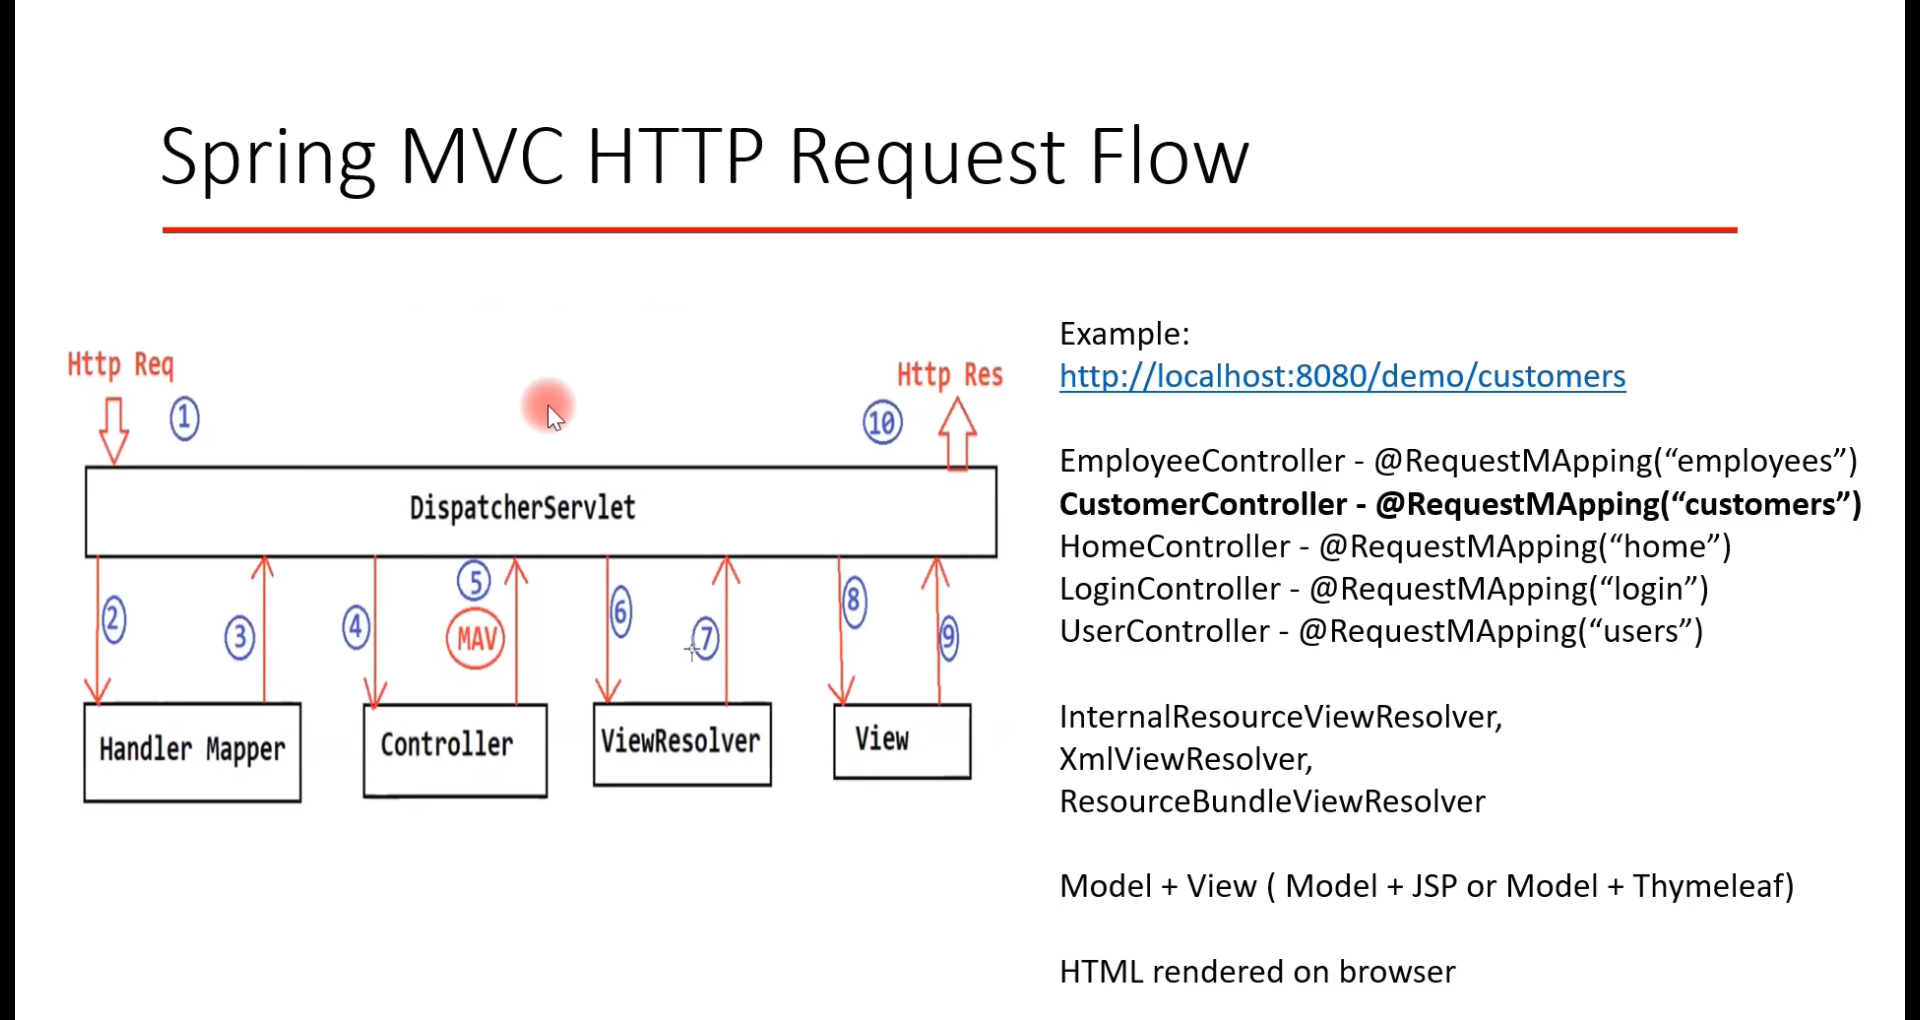 Spring MVC HTTP Request Flow
Http Req
1
10
Http Res
DispatcherServlet
2
3
4
5
MAV
6
7
8
9
Handler Mapper
Controller
ViewResolver
View
Example:
http://localhost:8080/demo/customers
EmployeeController - @RequestMApping(“employees”)
CustomerController - @RequestMApping(“customers”)
HomeController - @RequestMApping(“home”)
LoginController - @RequestMApping(“login”)
UserController - @RequestMApping(“users”)
InternalResourceViewResolver,
XmlViewResolver,
ResourceBundleViewResolver
Model + View ( Model + JSP or Model + Thymeleaf)
HTML rendered on browser